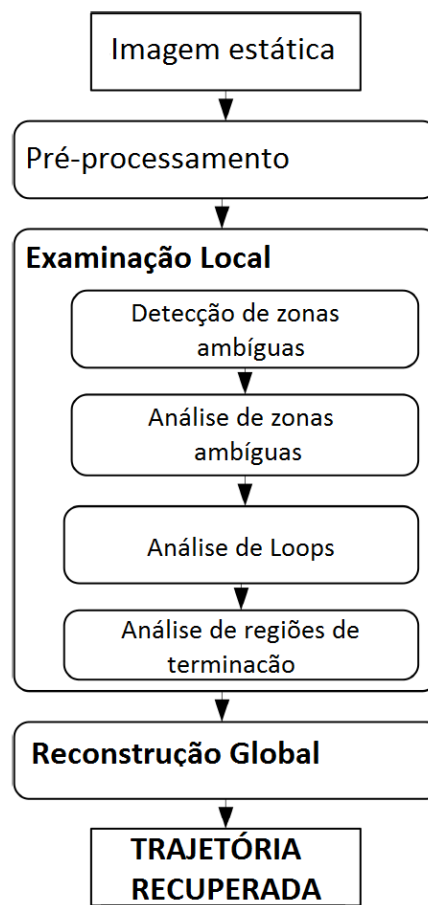 Imagem estática
Pré-processamento
Examinação Local
Detecção de zonas
ambíguas
Análise de zonas
ambíguas
Análise de Loops
Análise de regiões de
terminacão
Reconstrução Global
TRAJETÓRIA
RECUPERADA